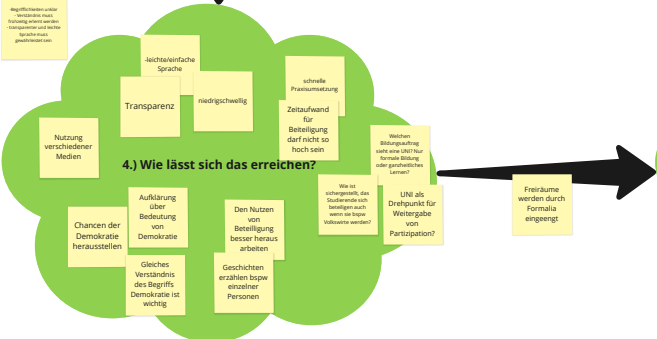 -Begrifflichkeiten unklar
- Verständnis muss
frühzeitig erlernt werden
- transparente und leichte
Sprache muss
gewährleistet sein
-leichte/einfache
Sprache
Transparenz
niedrigschwellig
schnelle
Praxisumsetzung
Zeitaufwand
für
Beiteiligung
darf nicht so
hoch sein
Nutzung
verschiedener
Medien
4.) Wie lässt sich das erreichen?
Welchen
Bildungsauftrag
sieht eine UNI? Nur
formale Bildung
oder ganzheitliches
Lernen?
Wie ist
sichergestellt, das
Studierende sich
beteiligen auch
wenn sie bspw
Volkswirte werden?
UNI als
Drehpunkt für
Weitergabe
von
Partizipation?
Freiräume
werden durch
Formalia
eingeengt
Aufklärung
über
Bedeutung
von
Demokratie
Chancen der
Demokratie
herausstellen
Den Nutzen
von
Beteilligung
besser heraus
arbeiten
Gleiches
Verständnis
des Begriffs
Demokratie ist
wichtig
Geschichten
erzählen bspw
einzelner
Personen